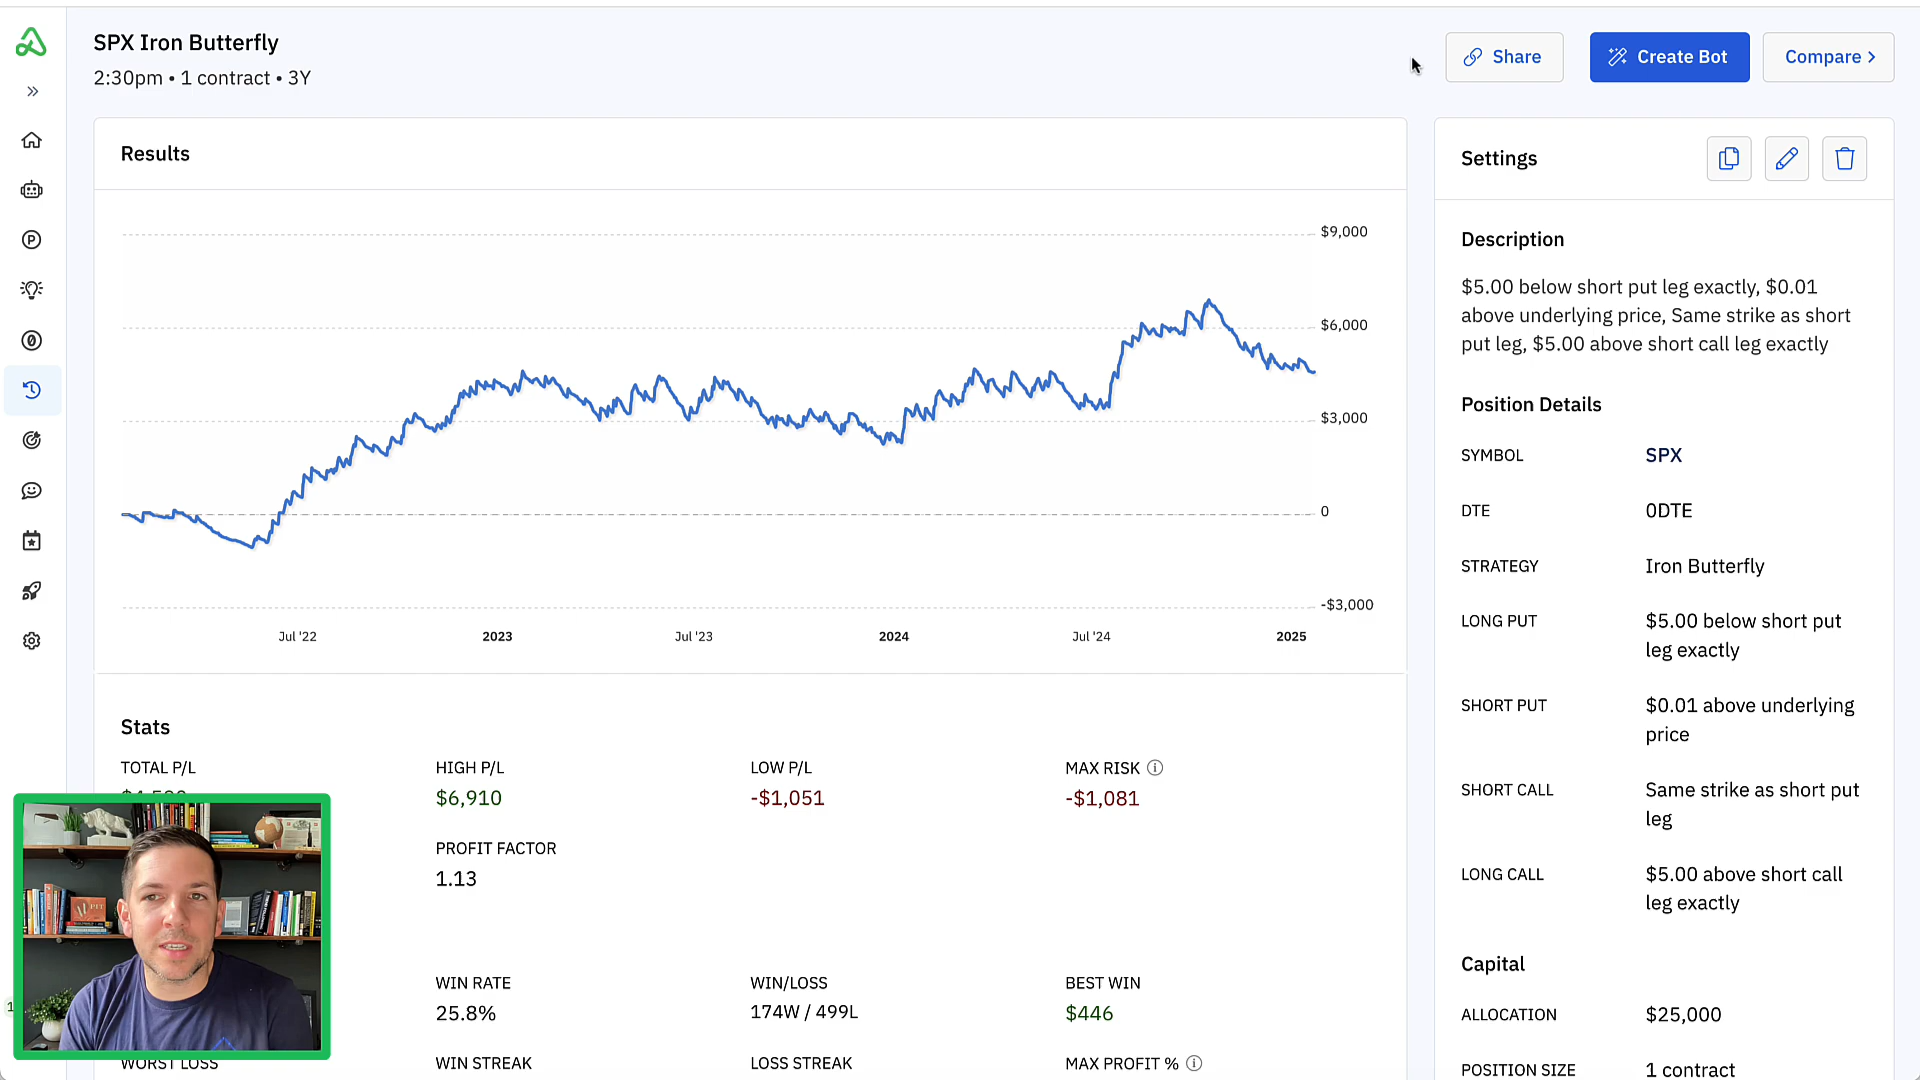 SPX Iron Butterfly
2:30pm • 1 contract • 3Y
Share
Create Bot
Compare
Results
$9,000
$6,000
$3,000
0
-$3,000
Jul '22
2023
Jul '23
2024
Jul '24
2025
Stats
TOTAL P/L
HIGH P/L
$6,910
LOW P/L
-$1,051
MAX RISK
-$1,081
PROFIT FACTOR
1.13
WIN RATE
25.8%
WIN/LOSS
174W / 499L
BEST WIN
$446
WORST LOSS
WIN STREAK
LOSS STREAK
MAX PROFIT %
Settings
Description
$5.00 below short put leg exactly, $0.01
above underlying price, Same strike as short
put leg, $5.00 above short call leg exactly
Position Details
SYMBOL
SPX
DTE
0DTE
STRATEGY
Iron Butterfly
LONG PUT
$5.00 below short put
leg exactly
SHORT PUT
$0.01 above underlying
price
SHORT CALL
Same strike as short put
leg
LONG CALL
$5.00 above short call
leg exactly
Capital
ALLOCATION
$25,000
POSITION SIZE
1 contract